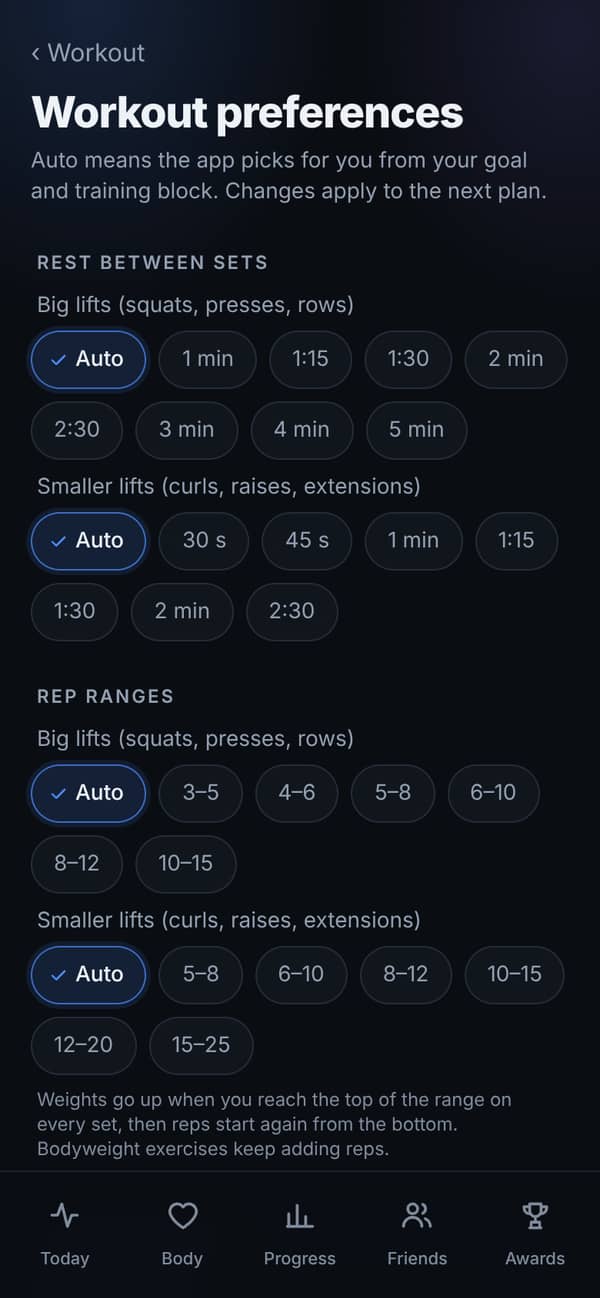 ‹ Workout
Workout preferences
Auto means the app picks for you from your goal
and training block. Changes apply to the next plan.
REST BETWEEN SETS
Big lifts (squats, presses, rows)
✓ Auto 1 min 1:15 1:30 2 min
2:30 3 min 4 min 5 min
Smaller lifts (curls, raises, extensions)
✓ Auto 30 s 45 s 1 min 1:15
1:30 2 min 2:30
REP RANGES
Big lifts (squats, presses, rows)
✓ Auto 3–5 4–6 5–8 6–10
8–12 10–15
Smaller lifts (curls, raises, extensions)
✓ Auto 5–8 6–10 8–12 10–15
12–20 15–25
Weights go up when you reach the top of the range on
every set, then reps start again from the bottom.
Bodyweight exercises keep adding reps.
Today Body Progress Friends Awards